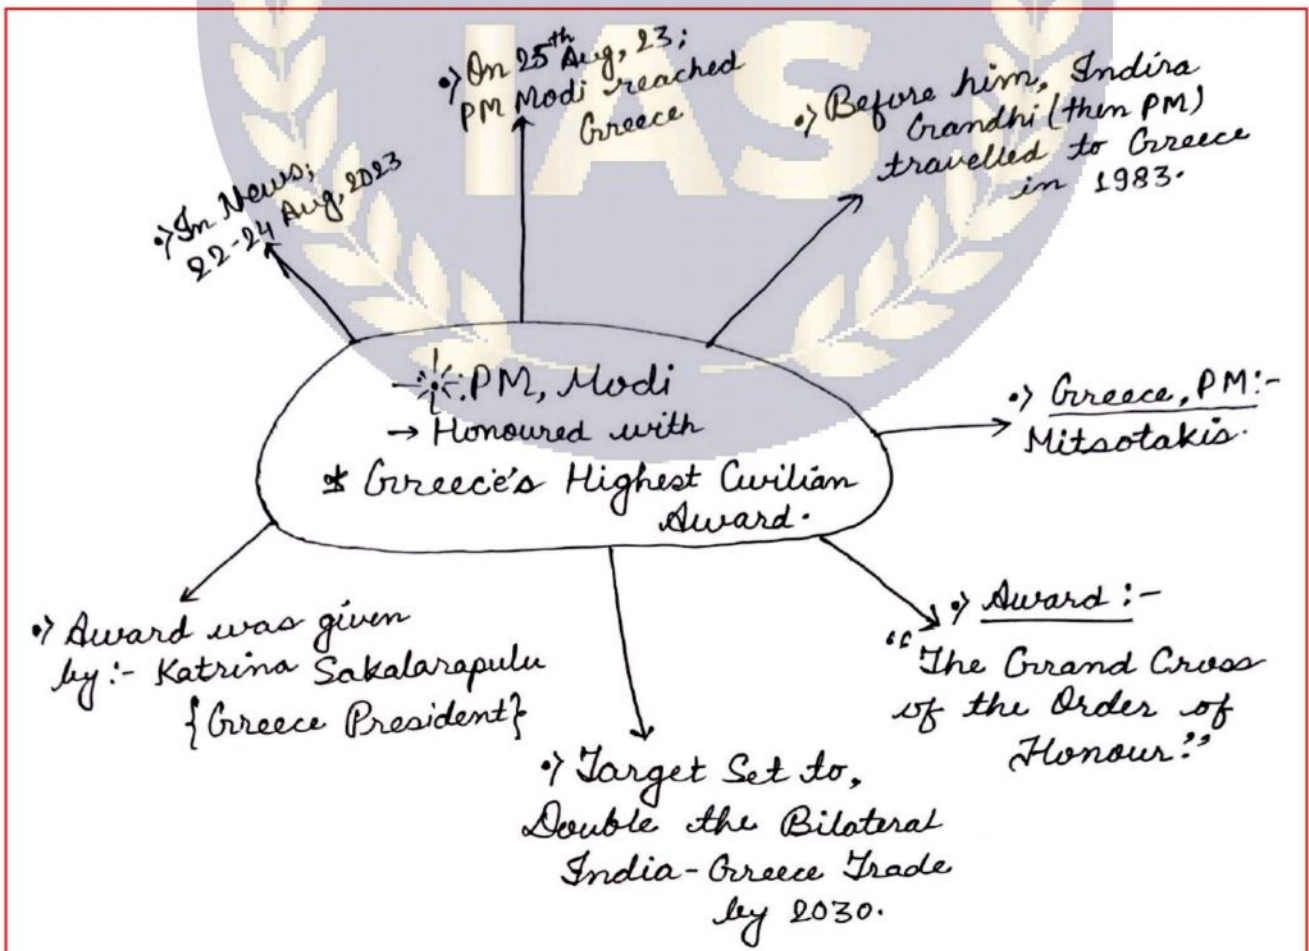 IAS
•) In News;
22-24 Aug, 2023
•) On 25th Aug, 23;
PM Modi reached
Greece
•) Before him, Indira
Gandhi (then PM)
travelled to Greece
in 1983.
PM, Modi
→ Honoured with
* Greece's Highest Civilian
Award.
•) Greece, PM:-
Mitsotakis.
•) Award was given
by:- Katrina Sakalarapulu
{Greece President}
•) Target Set to,
Double the Bilateral
India-Greece Trade
by 2030.
•) Award:-
"The Grand Cross
of the Order of
Honour."